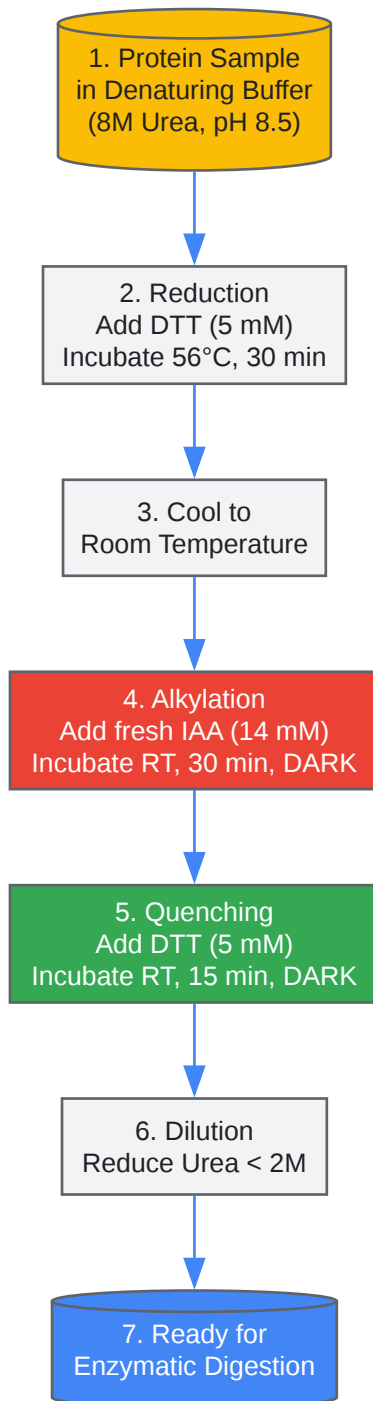 1. Protein Sample
in Denaturing Buffer
(8M Urea, pH 8.5)
2. Reduction
Add DTT (5 mM)
Incubate 56°C, 30 min
3. Cool to
Room Temperature
4. Alkylation
Add fresh IAA (14 mM)
Incubate RT, 30 min, DARK
5. Quenching
Add DTT (5 mM)
Incubate RT, 15 min, DARK
6. Dilution
Reduce Urea < 2M
7. Ready for
Enzymatic Digestion